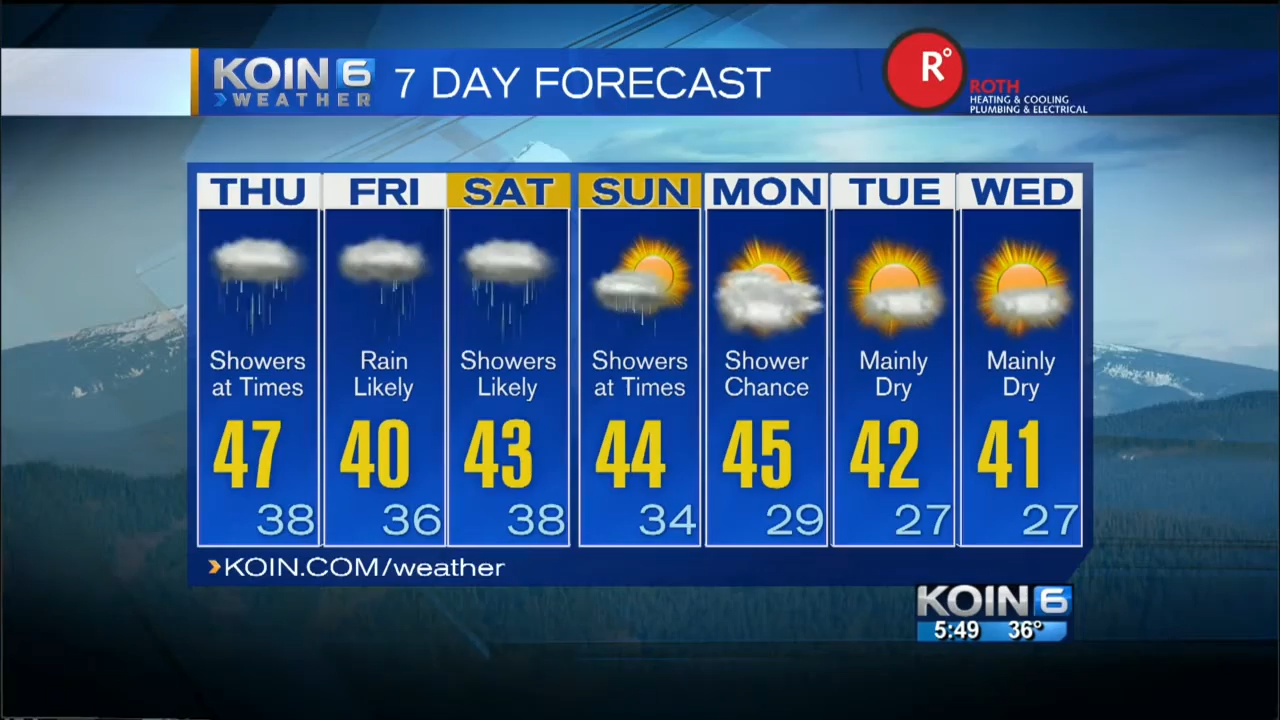 KOIN 6
WEATHER
7 DAY FORECAST
R°
ROTH
HEATING & COOLING
PLUMBING & ELECTRICAL
THU
Showers
at Times
47
38
FRI
Rain
Likely
40
36
SAT
Showers
Likely
43
38
SUN
Showers
at Times
44
34
MON
Shower
Chance
45
29
TUE
Mainly
Dry
42
27
WED
Mainly
Dry
41
27
KOIN.COM/weather
KOIN 6
5:49 36°